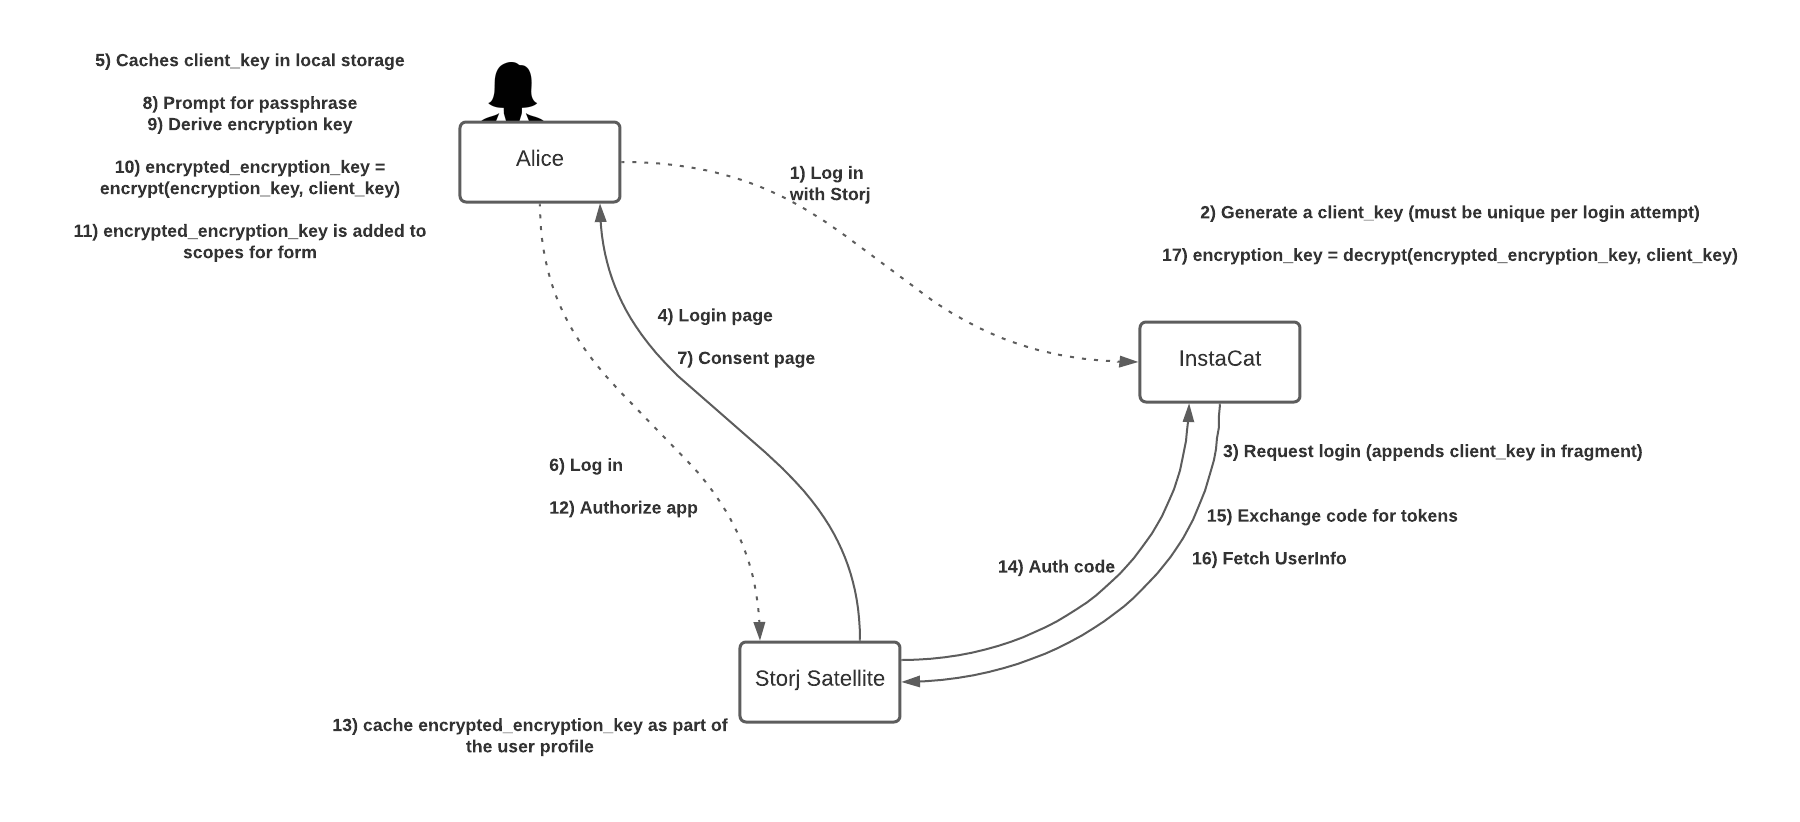 5) Caches client_key in local storage
8) Prompt for passphrase
9) Derive encryption key
10) encrypted_encryption_key =
encrypt(encryption_key, client_key)
11) encrypted_encryption_key is added to
scopes for form
Alice
1) Log in
with Storj
2) Generate a client_key (must be unique per login attempt)
17) encryption_key = decrypt(encrypted_encryption_key, client_key)
4) Login page
7) Consent page
InstaCat
3) Request login (appends client_key in fragment)
6) Log in
12) Authorize app
15) Exchange code for tokens
16) Fetch UserInfo
14) Auth code
Storj Satellite
13) cache encrypted_encryption_key as part of
the user profile